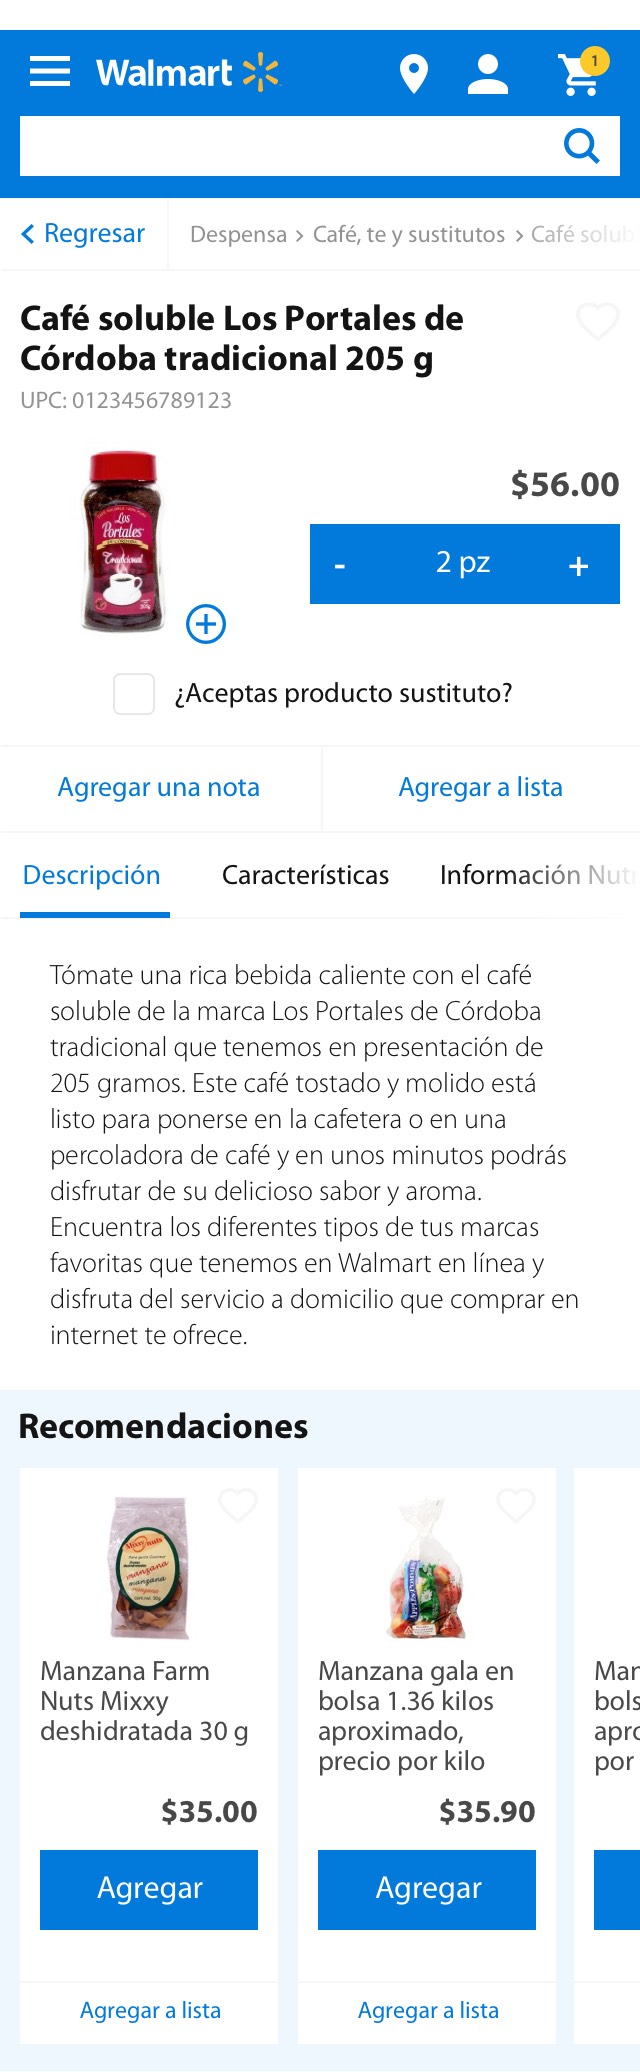 Walmart
1
Regresar
Despensa > Café, te y sustitutos > Café solub
Café soluble Los Portales de
Córdoba tradicional 205 g
UPC: 0123456789123
Los
Portales
Tradicional
$56.00
- 2 pz +
¿Aceptas producto sustituto?
Agregar una nota
Agregar a lista
Descripción
Características
Información Nutr
Tómate una rica bebida caliente con el café
soluble de la marca Los Portales de Córdoba
tradicional que tenemos en presentación de
205 gramos. Este café tostado y molido está
listo para ponerse en la cafetera o en una
percoladora de café y en unos minutos podrás
disfrutar de su delicioso sabor y aroma.
Encuentra los diferentes tipos de tus marcas
favoritas que tenemos en Walmart en línea y
disfruta del servicio a domicilio que comprar en
internet te ofrece.
Recomendaciones
manzana
manzana
Manzana Farm
Nuts Mixxy
deshidratada 30 g
$35.00
Agregar
Agregar a lista
Manzana gala en
bolsa 1.36 kilos
aproximado,
precio por kilo
$35.90
Agregar
Agregar a lista
Man
bols
apro
por